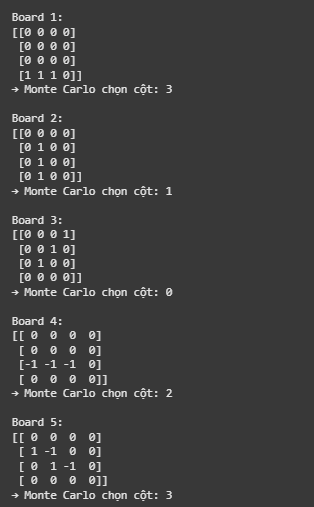 Board 1:
[[0 0 0 0]
 [0 0 0 0]
 [0 0 0 0]
 [1 1 1 0]]
→ Monte Carlo chọn cột: 3
Board 2:
[[0 0 0 0]
 [0 1 0 0]
 [0 1 0 0]
 [0 1 0 0]]
→ Monte Carlo chọn cột: 1
Board 3:
[[0 0 0 1]
 [0 0 1 0]
 [0 1 0 0]
 [0 0 0 0]]
→ Monte Carlo chọn cột: 0
Board 4:
[[ 0  0  0  0]
 [ 0  0  0  0]
 [-1 -1 -1  0]
 [ 0  0  0  0]]
→ Monte Carlo chọn cột: 2
Board 5:
[[ 0  0  0  0]
 [ 1 -1  0  0]
 [ 0  1 -1  0]
 [ 0  0  0  0]]
→ Monte Carlo chọn cột: 3